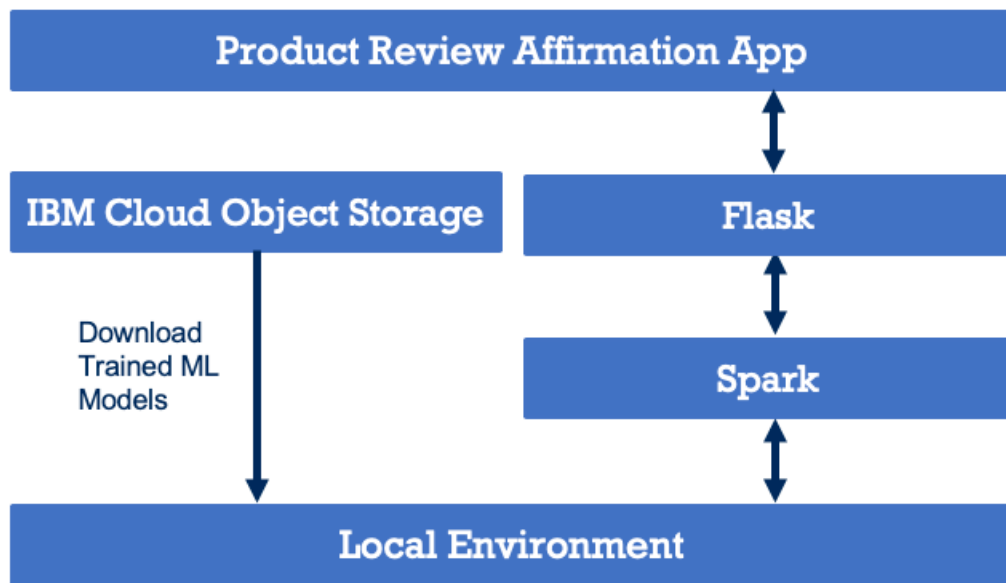 Product Review Affirmation App
IBM Cloud Object Storage
Flask
Download
Trained ML
Models
Spark
Local Environment